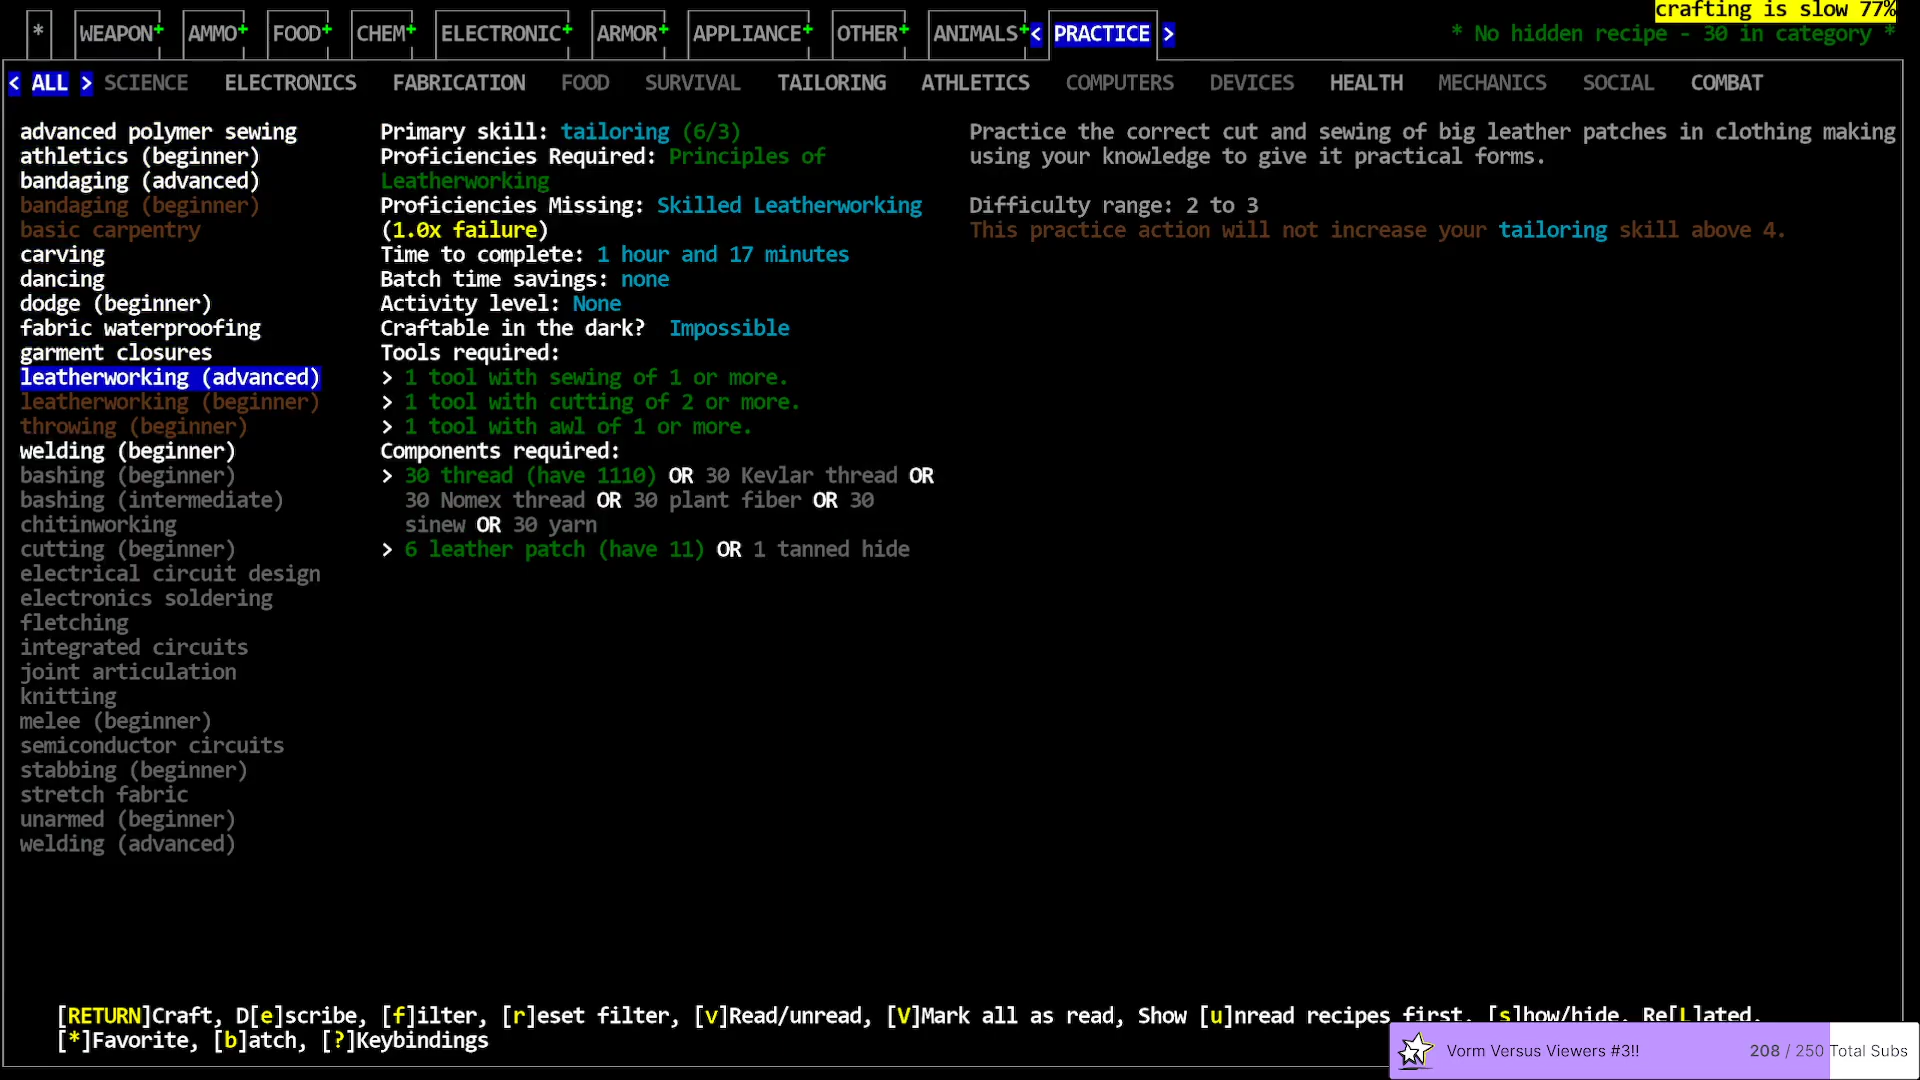 crafting is slow 77%
* WEAPON+ AMMO+ FOOD+ CHEM+ ELECTRONIC+ ARMOR+ APPLIANCE+ OTHER+ ANIMALS+< PRACTICE > * No hidden recipe - 30 in category *
< ALL > SCIENCE ELECTRONICS FABRICATION FOOD SURVIVAL TAILORING ATHLETICS COMPUTERS DEVICES HEALTH MECHANICS SOCIAL COMBAT
advanced polymer sewing
athletics (beginner)
bandaging (advanced)
bandaging (beginner)
basic carpentry
carving
dancing
dodge (beginner)
fabric waterproofing
garment closures
leatherworking (advanced)
leatherworking (beginner)
throwing (beginner)
welding (beginner)
bashing (beginner)
bashing (intermediate)
chitinworking
cutting (beginner)
electrical circuit design
electronics soldering
fletching
integrated circuits
joint articulation
knitting
melee (beginner)
semiconductor circuits
stabbing (beginner)
stretch fabric
unarmed (beginner)
welding (advanced)
Primary skill: tailoring (6/3)
Proficiencies Required: Principles of
Leatherworking
Proficiencies Missing: Skilled Leatherworking
(1.0x failure)
Time to complete: 1 hour and 17 minutes
Batch time savings: none
Activity level: None
Craftable in the dark? Impossible
Tools required:
> 1 tool with sewing of 1 or more.
> 1 tool with cutting of 2 or more.
> 1 tool with awl of 1 or more.
Components required:
> 30 thread (have 1110) OR 30 Kevlar thread OR
30 Nomex thread OR 30 plant fiber OR 30
sinew OR 30 yarn
> 6 leather patch (have 11) OR 1 tanned hide
Practice the correct cut and sewing of big leather patches in clothing making
using your knowledge to give it practical forms.
Difficulty range: 2 to 3
This practice action will not increase your tailoring skill above 4.
[RETURN]Craft, D[e]scribe, [f]ilter, [r]eset filter, [v]Read/unread, [V]Mark all as read, Show [u]nread recipes first, [s]how/hide, Re[L]ated,
[*]Favorite, [b]atch, [?]Keybindings
Vorm Versus Viewers #3!! 208 / 250 Total Subs